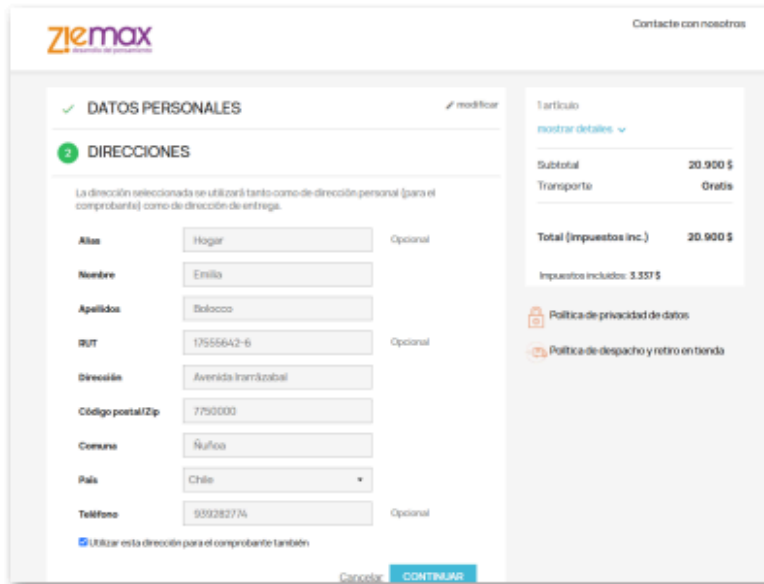 Contacte con nosotros
ziemax
desarrollo del pensamiento
DATOS PERSONALES
modificar
2 DIRECCIONES
La dirección seleccionada se utilizará tanto como de dirección personal (para el
comprobante) como de dirección de entrega.
Alias Hogar Opcional
Nombre Emilia
Apellidos Bolocco
RUT 17555642-6 Opcional
Dirección Avenida Irarrázabal
Código postal/Zip 7750000
Comuna Ñuñoa
País Chile
Teléfono 939282774 Opcional
Utilizar esta dirección para el comprobante también
Cancelar CONTINUAR
1 artículo
mostrar detalles
Subtotal 20.900 $
Transporte Gratis
Total (impuestos inc.) 20.900 $
Impuestos incluidos: 3.337 $
Política de privacidad de datos
Política de despacho y retiro en tienda